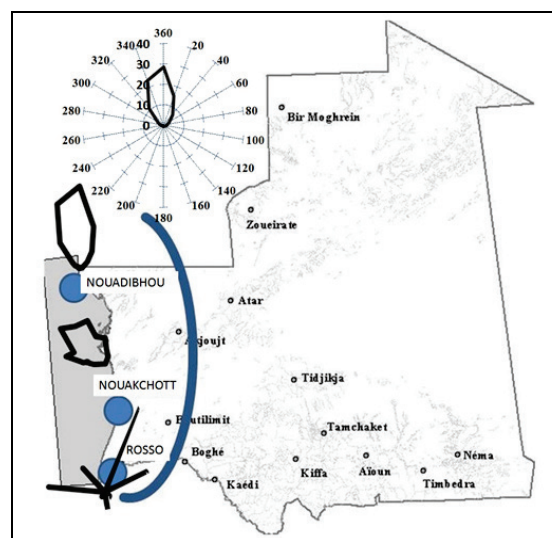 360
340
20
320
40
300
60
280
80
260
100
240
120
220
140
200
160
180
40
30
20
10
0
Bir Moghrein
Zoueirate
NOUADIBHOU
Atar
Akjoujt
Tidjikja
NOUAKCHOTT
Boutilimit
Tamchaket
ROSSO
Boghé
Kiffa
Aïoun
Néma
Timbedra
Kaédi